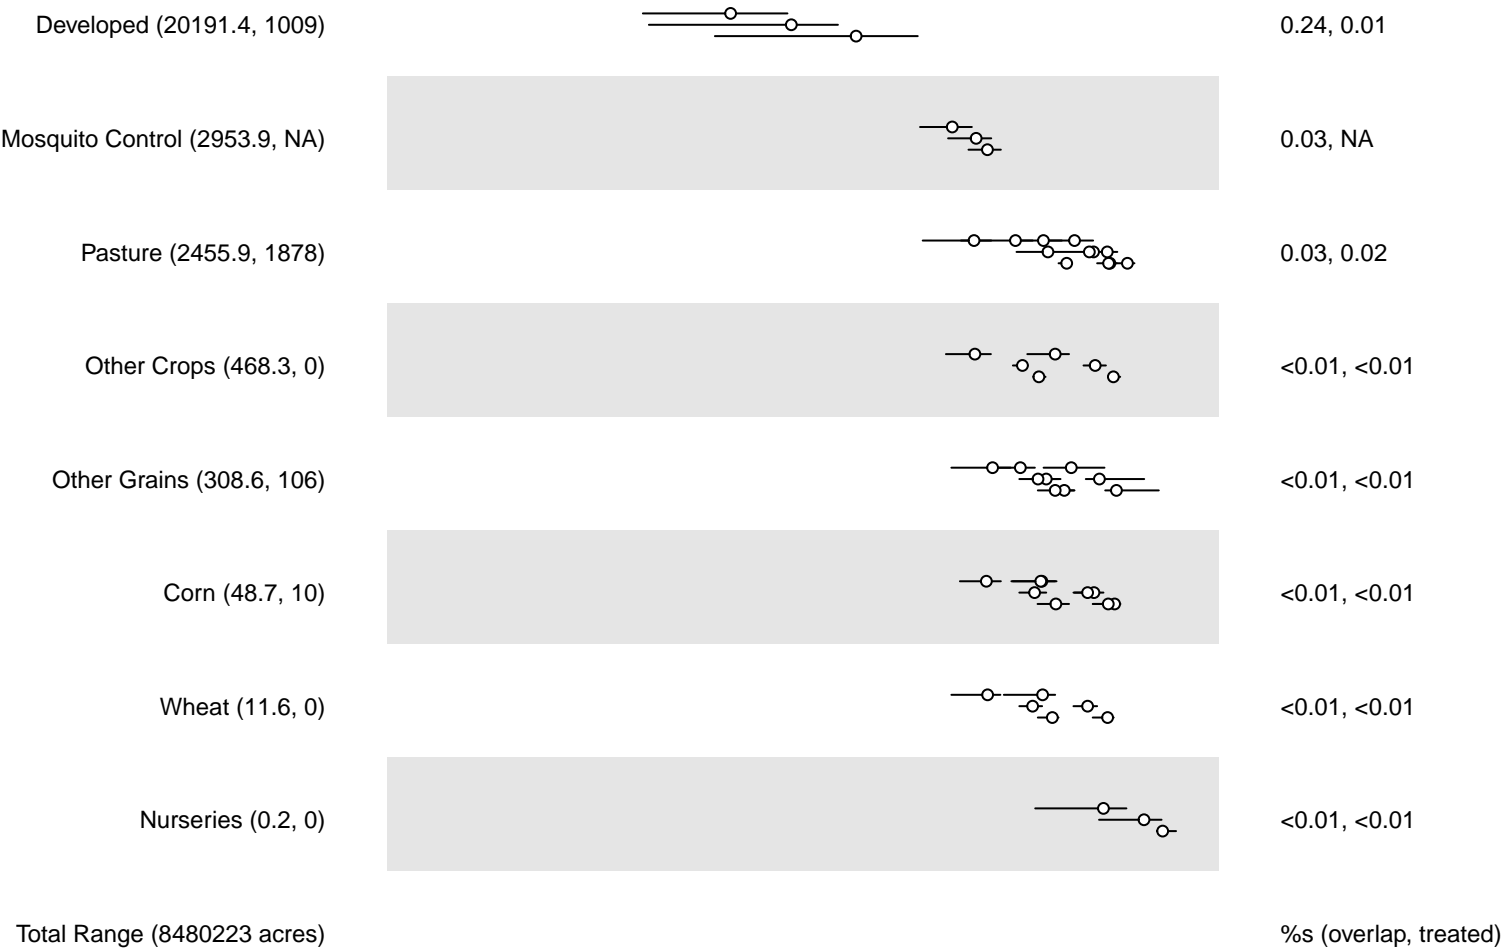 Developed (20191.4, 1009) 0.24, 0.01
Mosquito Control (2953.9, NA) 0.03, NA
Pasture (2455.9, 1878) 0.03, 0.02
Other Crops (468.3, 0) <0.01, <0.01
Other Grains (308.6, 106) <0.01, <0.01
Corn (48.7, 10) <0.01, <0.01
Wheat (11.6, 0) <0.01, <0.01
Nurseries (0.2, 0) <0.01, <0.01
Total Range (8480223 acres) %s (overlap, treated)